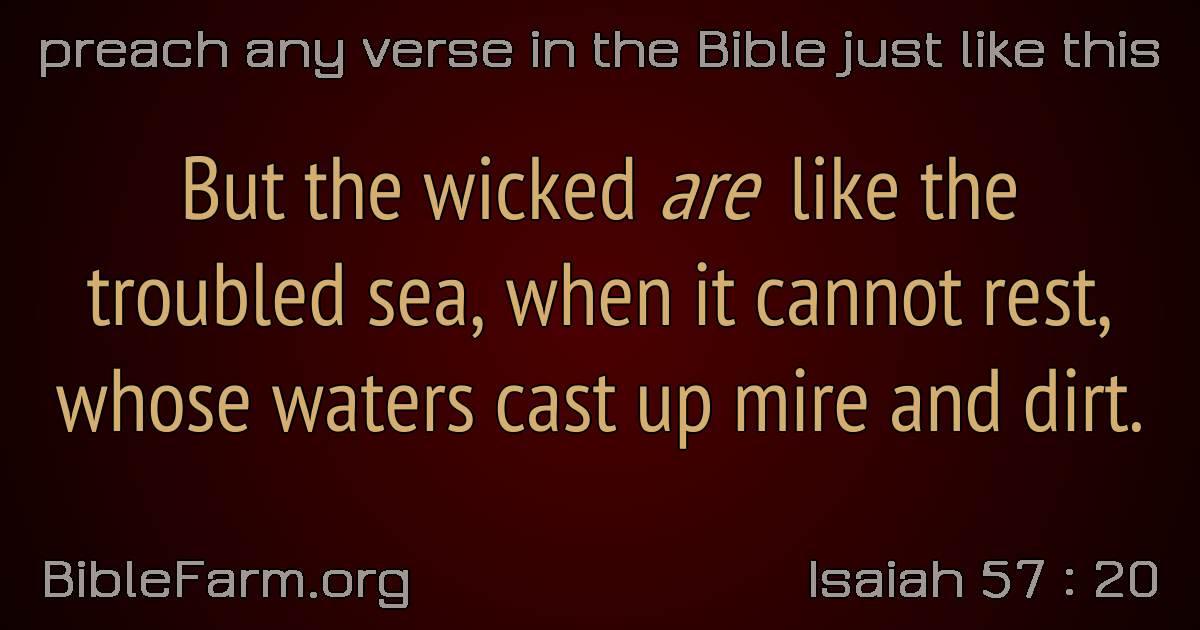 preach any verse in the Bible just like this
But the wicked are like the
troubled sea, when it cannot rest,
whose waters cast up mire and dirt.
BibleFarm.org
Isaiah 57 : 20